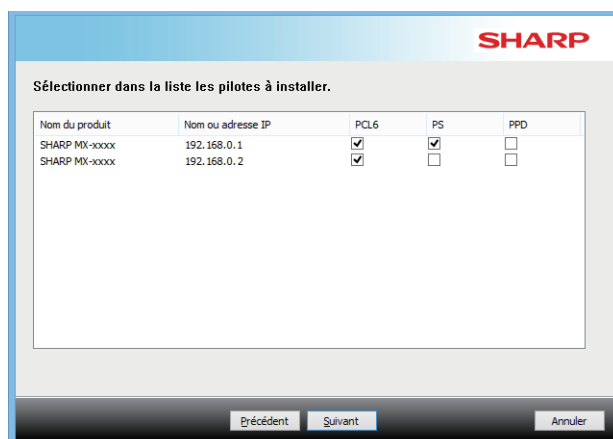 SHARP
Sélectionner dans la liste les pilotes à installer.
Nom du produit Nom ou adresse IP PCL6 PS PPD
SHARP MX-xxxx 192.168.0.1
SHARP MX-xxxx 192.168.0.2
Précédent Suivant Annuler